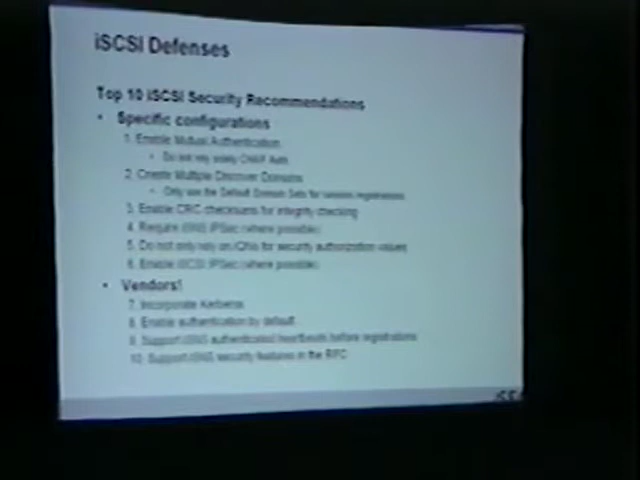 iSCSI Defenses
Top 10 iSCSI Security Recommendations
• Specific configurations
1. Enable Mutual Authentication
• Do not rely solely CHAP Auth
2. Create Multiple Discover Domains
• Only use the Default Domain Sets for registrations
3. Enable CRC checksums for integrity checking
4. Require iSNS IPSec (where possible)
5. Do not only rely on iQNs for security authorization values
6. Enable iSCSI IPSec (where possible)
• Vendors!
7. Incorporate Kerberos
8. Enable authentication by default
9. Support iSNS authenticated heartbeats before registrations
10. Support iSNS security features in the RFC